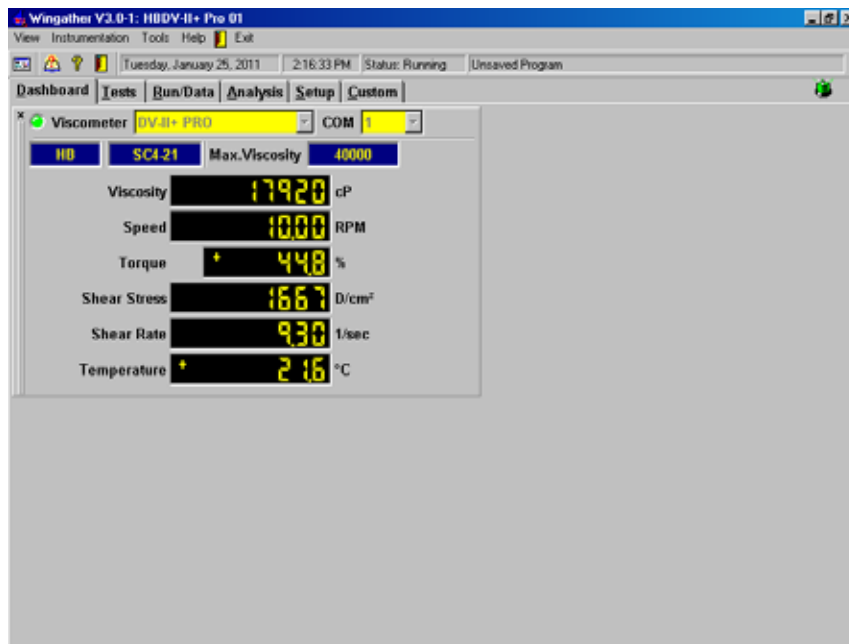 Wingather V3.0-1: HBDV-II+ Pro 01
View Instrumentation Tools Help Exit
Tuesday, January 25, 2011 2:16:33 PM Status: Running Unsaved Program
Dashboard Tests Run/Data Analysis Setup Custom
Viscometer DV-II+ PRO COM 1
HB SC4-21 Max.Viscosity 40000
Viscosity 17920 cP
Speed 10.00 RPM
Torque + 44.8 %
Shear Stress 1667 D/cm²
Shear Rate 9.30 1/sec
Temperature + 21.6 °C